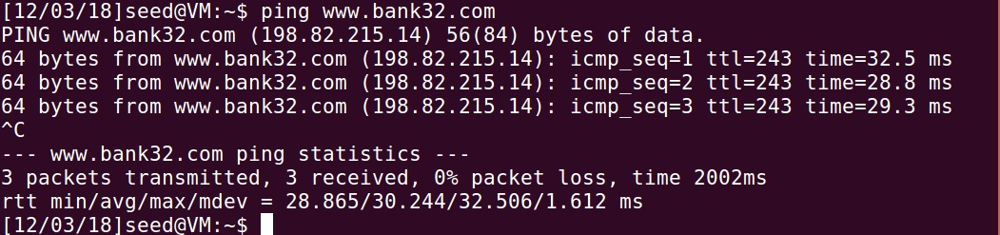 [12/03/18]seed@VM:~$ ping www.bank32.com
PING www.bank32.com (198.82.215.14) 56(84) bytes of data.
64 bytes from www.bank32.com (198.82.215.14): icmp_seq=1 ttl=243 time=32.5 ms
64 bytes from www.bank32.com (198.82.215.14): icmp_seq=2 ttl=243 time=28.8 ms
64 bytes from www.bank32.com (198.82.215.14): icmp_seq=3 ttl=243 time=29.3 ms
^C
--- www.bank32.com ping statistics ---
3 packets transmitted, 3 received, 0% packet loss, time 2002ms
rtt min/avg/max/mdev = 28.865/30.244/32.506/1.612 ms
[12/03/18]seed@VM:~$